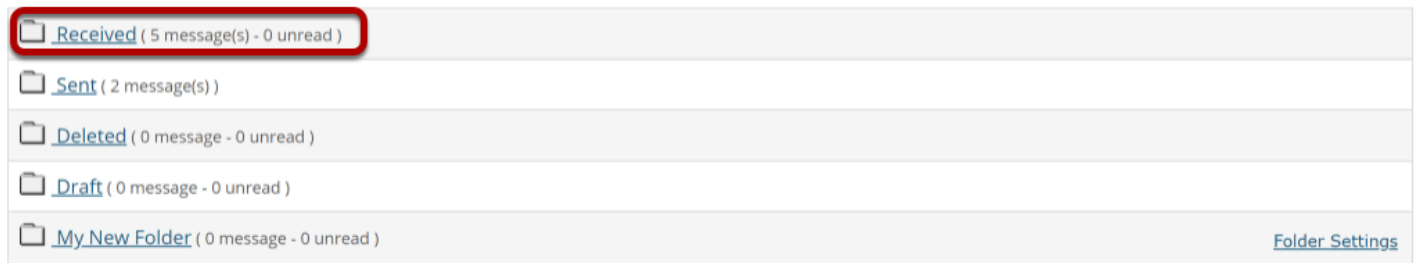 Received ( 5 message(s) - 0 unread )
Sent ( 2 message(s) )
Deleted ( 0 message - 0 unread )
Draft ( 0 message - 0 unread )
My New Folder ( 0 message - 0 unread ) Folder Settings